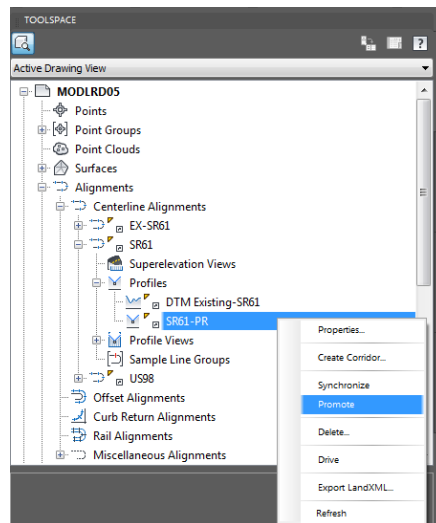 TOOLSPACE
?
Active Drawing View
MODLRD05
Points
Point Groups
Point Clouds
Surfaces
Alignments
Centerline Alignments
EX-SR61
SR61
Superelevation Views
Profiles
DTM Existing-SR61
SR61-PR
Properties...
Profile Views
Create Corridor...
Sample Line Groups
US98
Synchronize
Offset Alignments
Promote
Curb Return Alignments
Delete...
Rail Alignments
Drive
Miscellaneous Alignments
Export LandXML...
Refresh